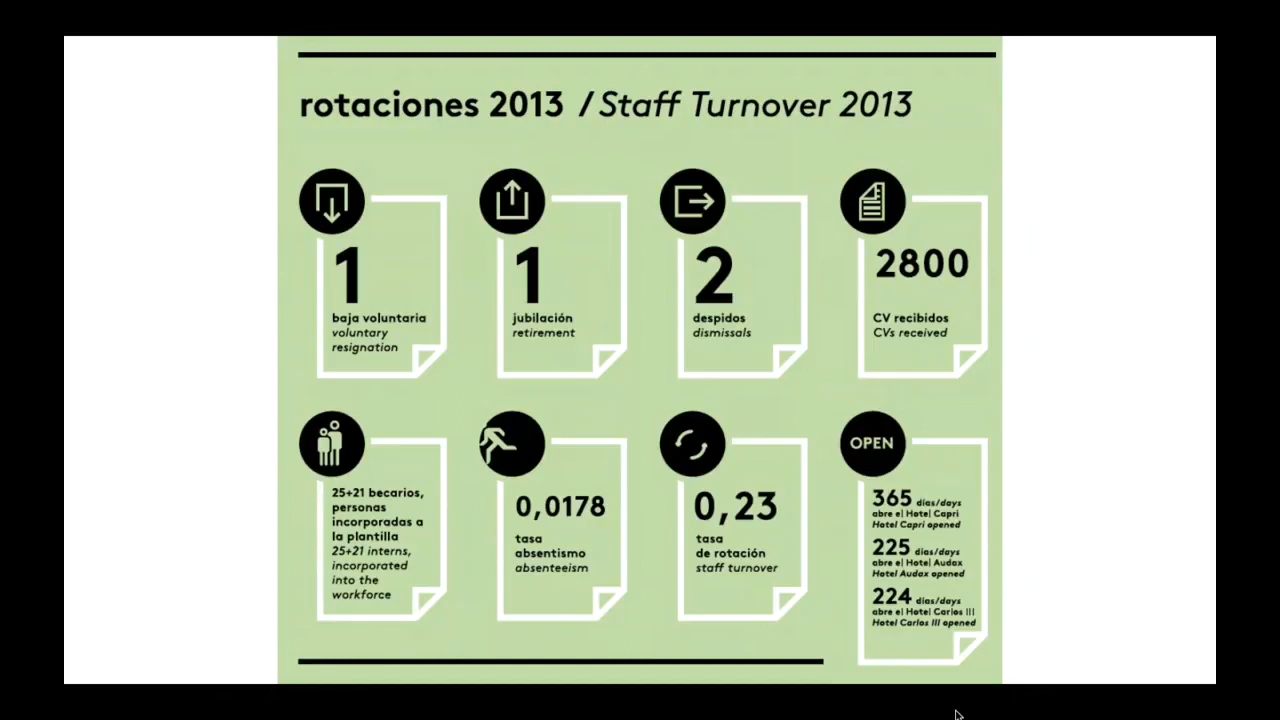 rotaciones 2013 / Staff Turnover 2013
1
baja voluntaria
voluntary
resignation
1
jubilación
retirement
2
despidos
dismissals
2800
CV recibidos
CVs received
25+21 becarios,
personas
incorporadas a
la plantilla
25+21 interns,
incorporated
into the
workforce
0,0178
tasa
absentismo
absenteeism
0,23
tasa
de rotación
staff turnover
OPEN
365 días/days
abre el Hotel Capri
Hotel Capri opened
225 días/days
abre el Hotel Audax
Hotel Audax opened
224 días/days
abre el Hotel Carlos III
Hotel Carlos III opened